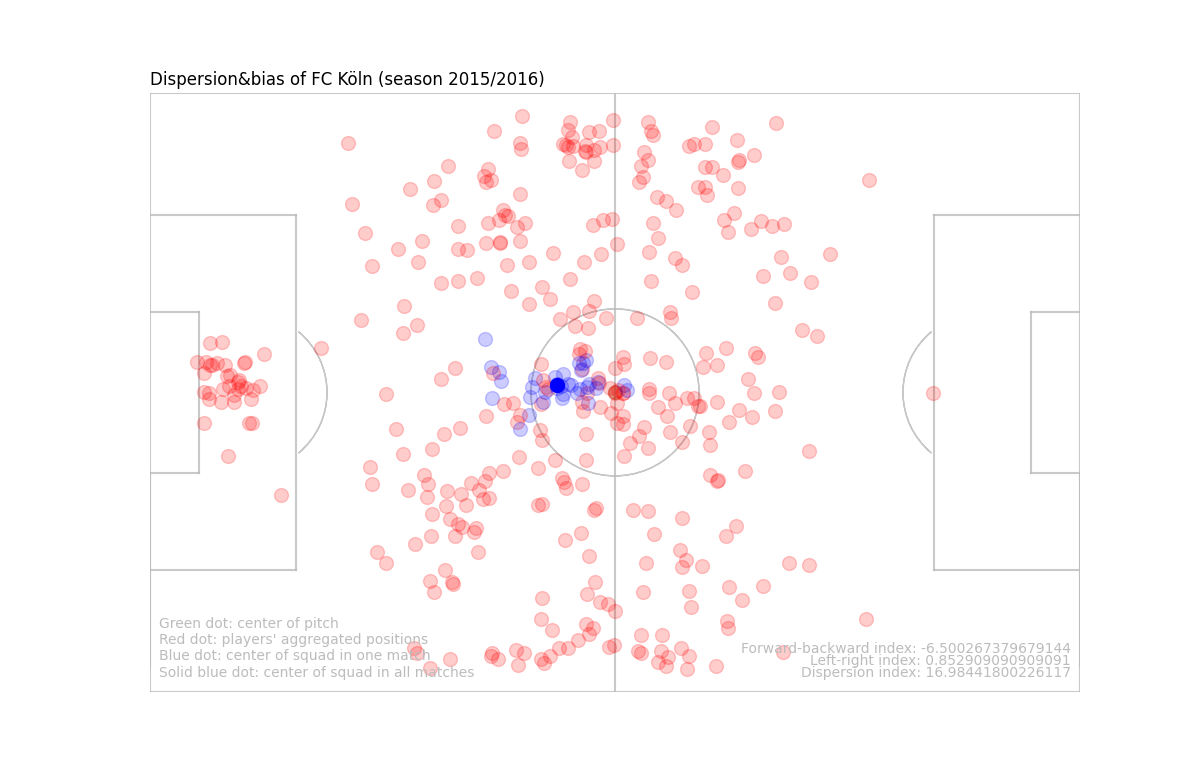 Dispersion&bias of FC Köln (season 2015/2016)
Green dot: center of pitch
Red dot: players' aggregated positions
Blue dot: center of squad in one match
Solid blue dot: center of squad in all matches
Forward-backward index: -6.500267379679144
Left-right index: 0.852909090909091
Dispersion index: 16.98441800226117